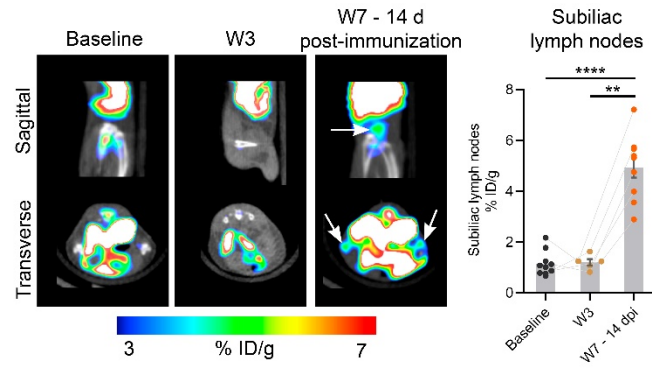 Baseline
W3
W7 - 14 d
post-immunization
Sagittal
Transverse
3
% ID/g
7
Subiliac
lymph nodes
****
**
Subiliac lymph nodes
% ID/g
8
6
4
2
0
Baseline
W3
W7 - 14 dpi